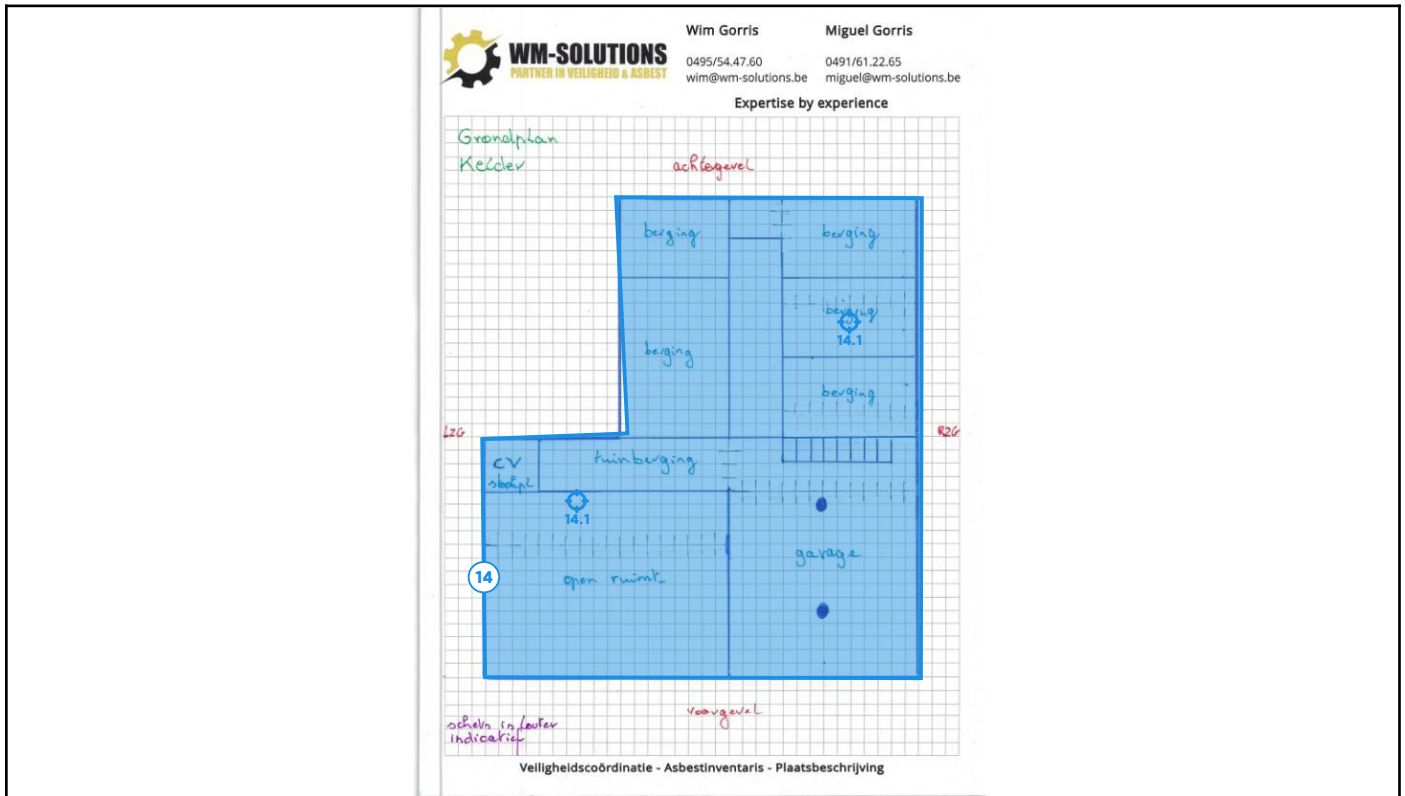 Wim Gorris
Miguel Gorris
WM-SOLUTIONS
PARTNER IN VEILIGHEID & ASBEST
0495/54.47.60
0491/61.22.65
wim@wm-solutions.be
miguel@wm-solutions.be
Expertise by experience
Grondplan
Kelder
achtergevel
berging
berging
berging
14.1
berging
berging
LZG
RZG
CV
tuinberging
stookpl
14.1
garage
14
open ruimt
voorgevel
schets is louter
indicatief
Veiligheidscoördinatie - Asbestinventaris - Plaatsbeschrijving